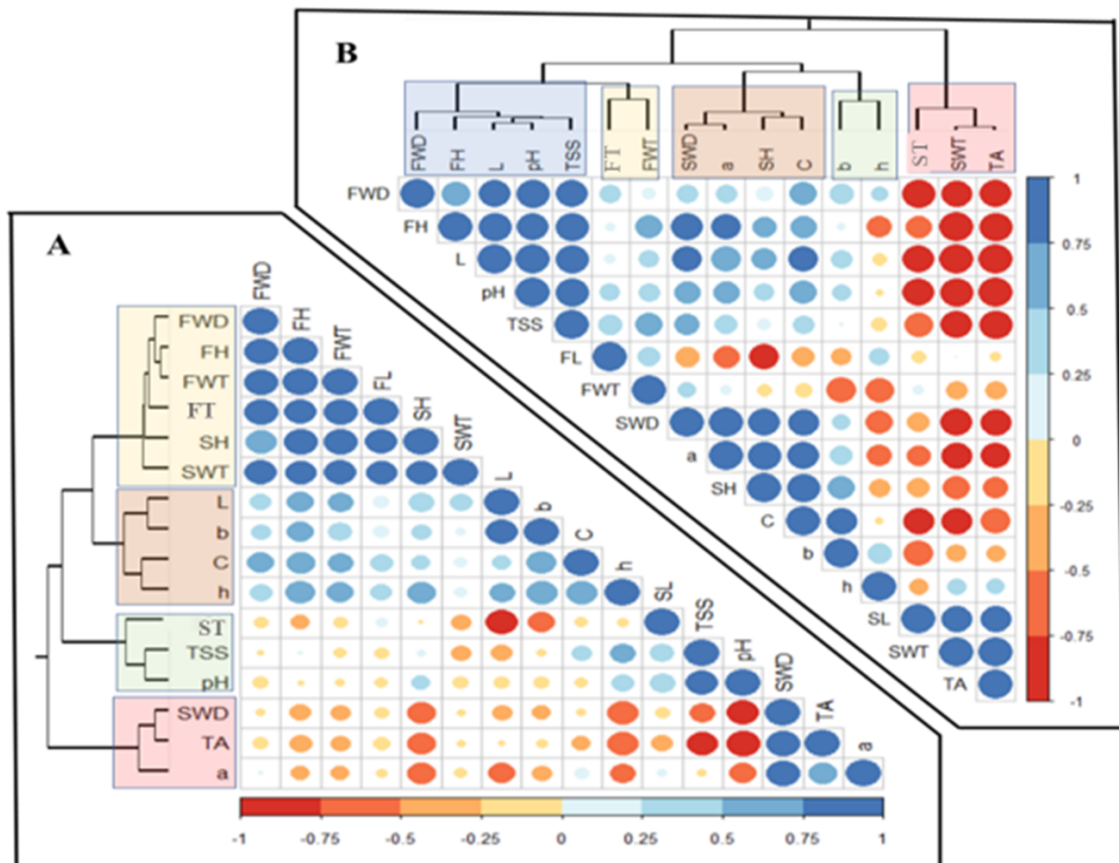 B
FWD FH L pH TSS FT FWT SWD a SH C b h ST SWT TA
FWD
FH
L
pH
TSS
FL
FWT
SWD
a
SH
C
b
h
SL
SWT
TA
1
0.75
0.5
0.25
0
-0.25
-0.5
-0.75
-1
A
FWD FH FWT FL SH SWT L b C h SL TSS pH SWD TA a
FWD
FH
FWT
FT
SH
SWT
L
b
C
h
ST
TSS
pH
SWD
TA
a
-1 -0.75 -0.5 -0.25 0 0.25 0.5 0.75 1